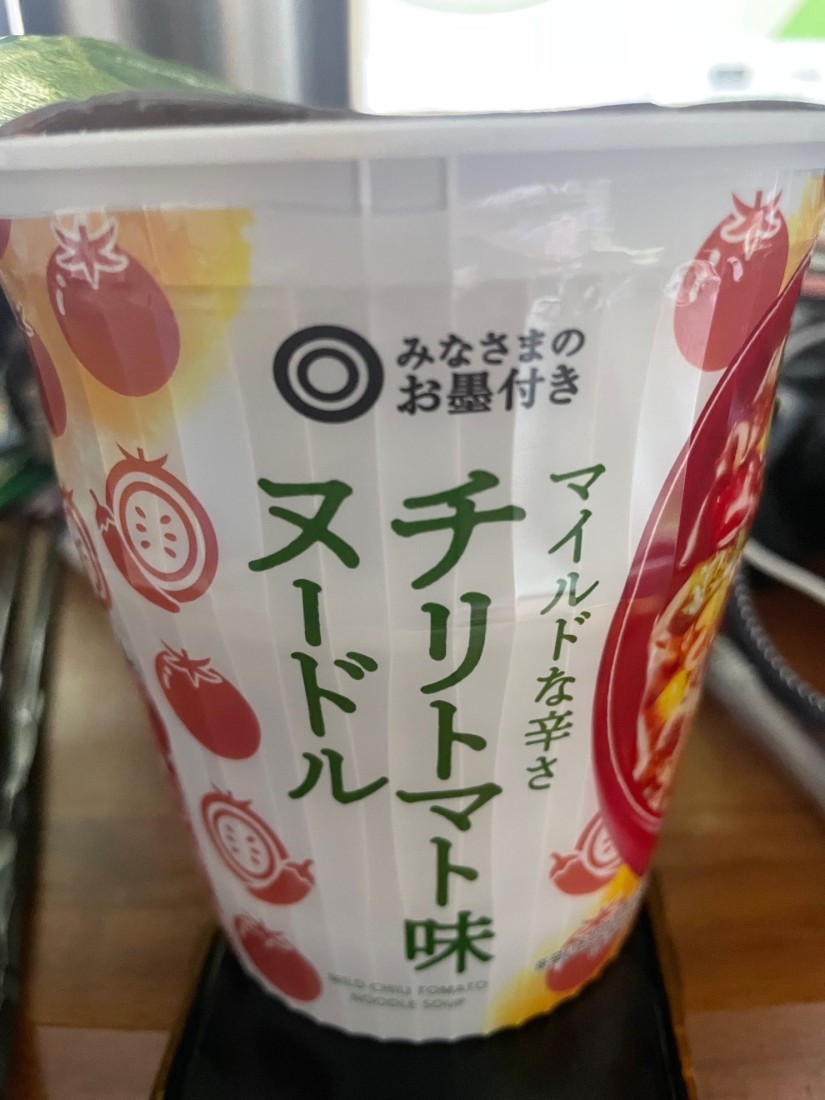 みなさまの
お墨付き
マイルドな辛さ
チリトマト味
ヌードル
MILD CHILI TOMATO
NOODLE SOUP